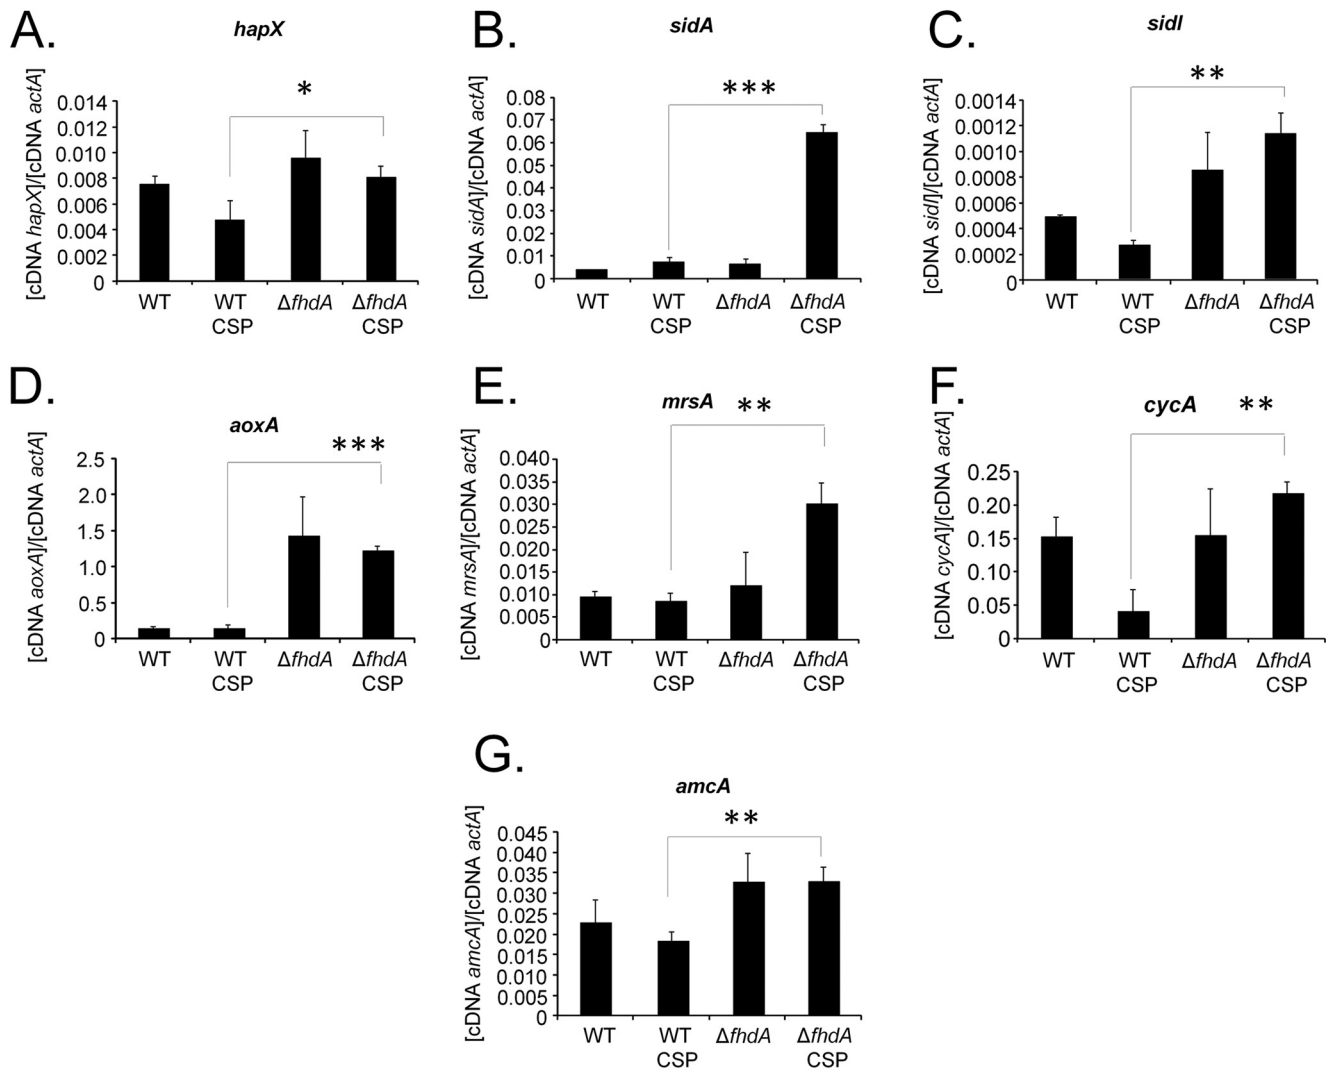 A.
hapX
*
[cDNA hapX]/[cDNA actA]
0.014
0.012
0.010
0.008
0.006
0.004
0.002
0
WT WT ΔfhdA ΔfhdA
CSP CSP
B.
sidA
***
[cDNA sidA]/[cDNA actA]
0.08
0.07
0.06
0.05
0.04
0.03
0.02
0.01
0
WT WT ΔfhdA ΔfhdA
CSP CSP
C.
sidI
**
[cDNA sidI]/[cDNA actA]
0.0014
0.0012
0.0010
0.0008
0.0006
0.0004
0.0002
0
WT WT ΔfhdA ΔfhdA
CSP CSP
D.
aoxA
***
[cDNA aoxA]/[cDNA actA]
2.5
2.0
1.5
1.0
0.5
0
WT WT ΔfhdA ΔfhdA
CSP CSP
E.
mrsA **
[cDNA mrsA]/[cDNA actA]
0.040
0.035
0.030
0.025
0.020
0.015
0.010
0.005
0
WT WT ΔfhdA ΔfhdA
CSP CSP
F.
cycA **
[cDNA cycA]/[cDNA actA]
0.25
0.20
0.15
0.10
0.05
0
WT WT ΔfhdA ΔfhdA
CSP CSP
G.
amcA
**
[cDNA amcA]/[cDNA actA]
0.045
0.040
0.035
0.030
0.025
0.020
0.015
0.010
0.005
0
WT WT ΔfhdA ΔfhdA
CSP CSP